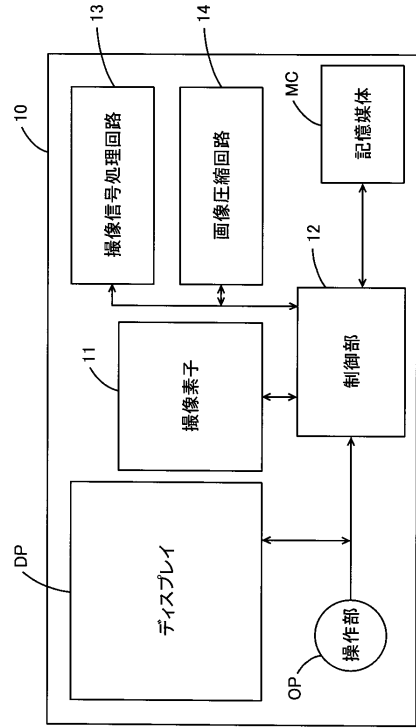 10
DP
ディスプレイ
11
撮像素子
13
撮像信号処理回路
14
画像圧縮回路
OP
操作部
12
制御部
MC
記憶媒体